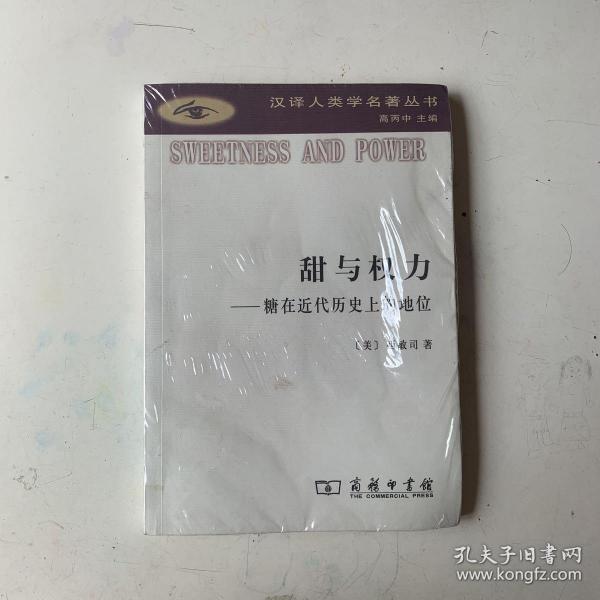 汉译人类学名著丛书
高丙中 主编
SWEETNESS AND POWER
甜与权力
——糖在近代历史上的地位
〔美〕 敏司 著
商务印书馆
THE COMMERCIAL PRESS
孔夫子旧书网
www.kongfz.com